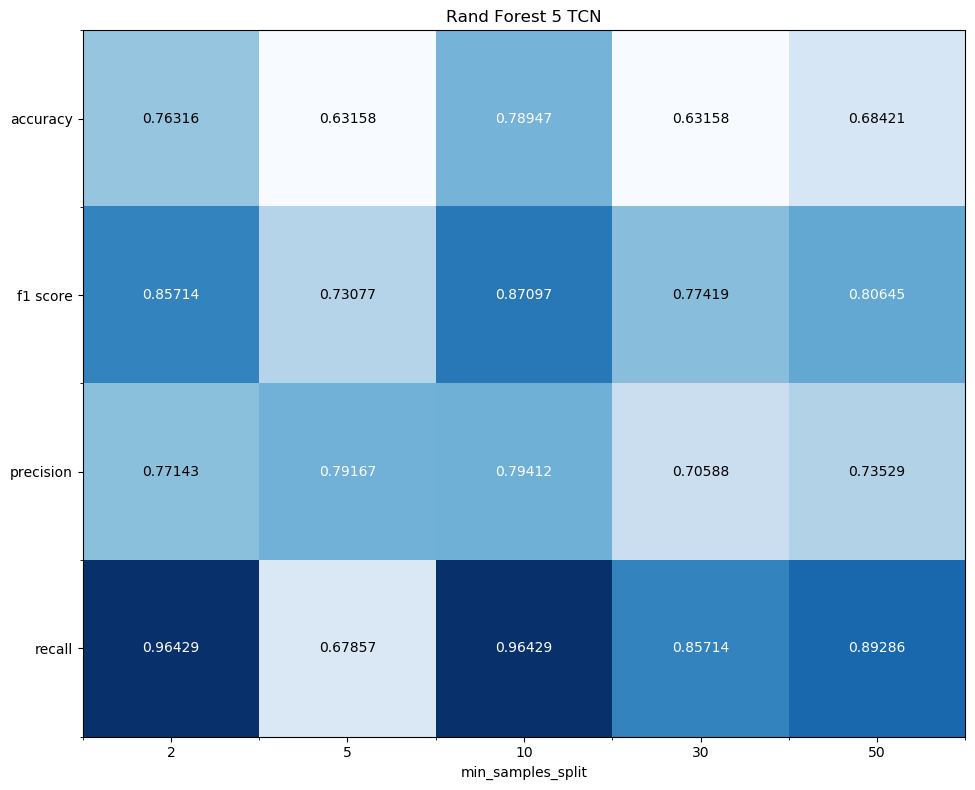 Rand Forest 5 TCN
accuracy 0.76316 0.63158 0.78947 0.63158 0.68421
f1 score 0.85714 0.73077 0.87097 0.77419 0.80645
precision 0.77143 0.79167 0.79412 0.70588 0.73529
recall 0.96429 0.67857 0.96429 0.85714 0.89286
2 5 10 30 50
min_samples_split